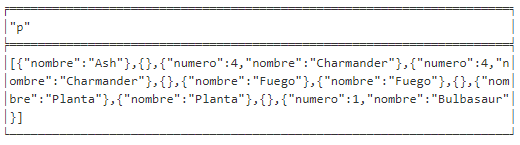 "p"
[{"nombre":"Ash"},{},{"numero":4,"nombre":"Charmander"},{"numero":4,"n
ombre":"Charmander"},{},{"nombre":"Fuego"},{"nombre":"Fuego"},{},{"nom
bre":"Planta"},{"nombre":"Planta"},{},{"numero":1,"nombre":"Bulbasaur"
}]